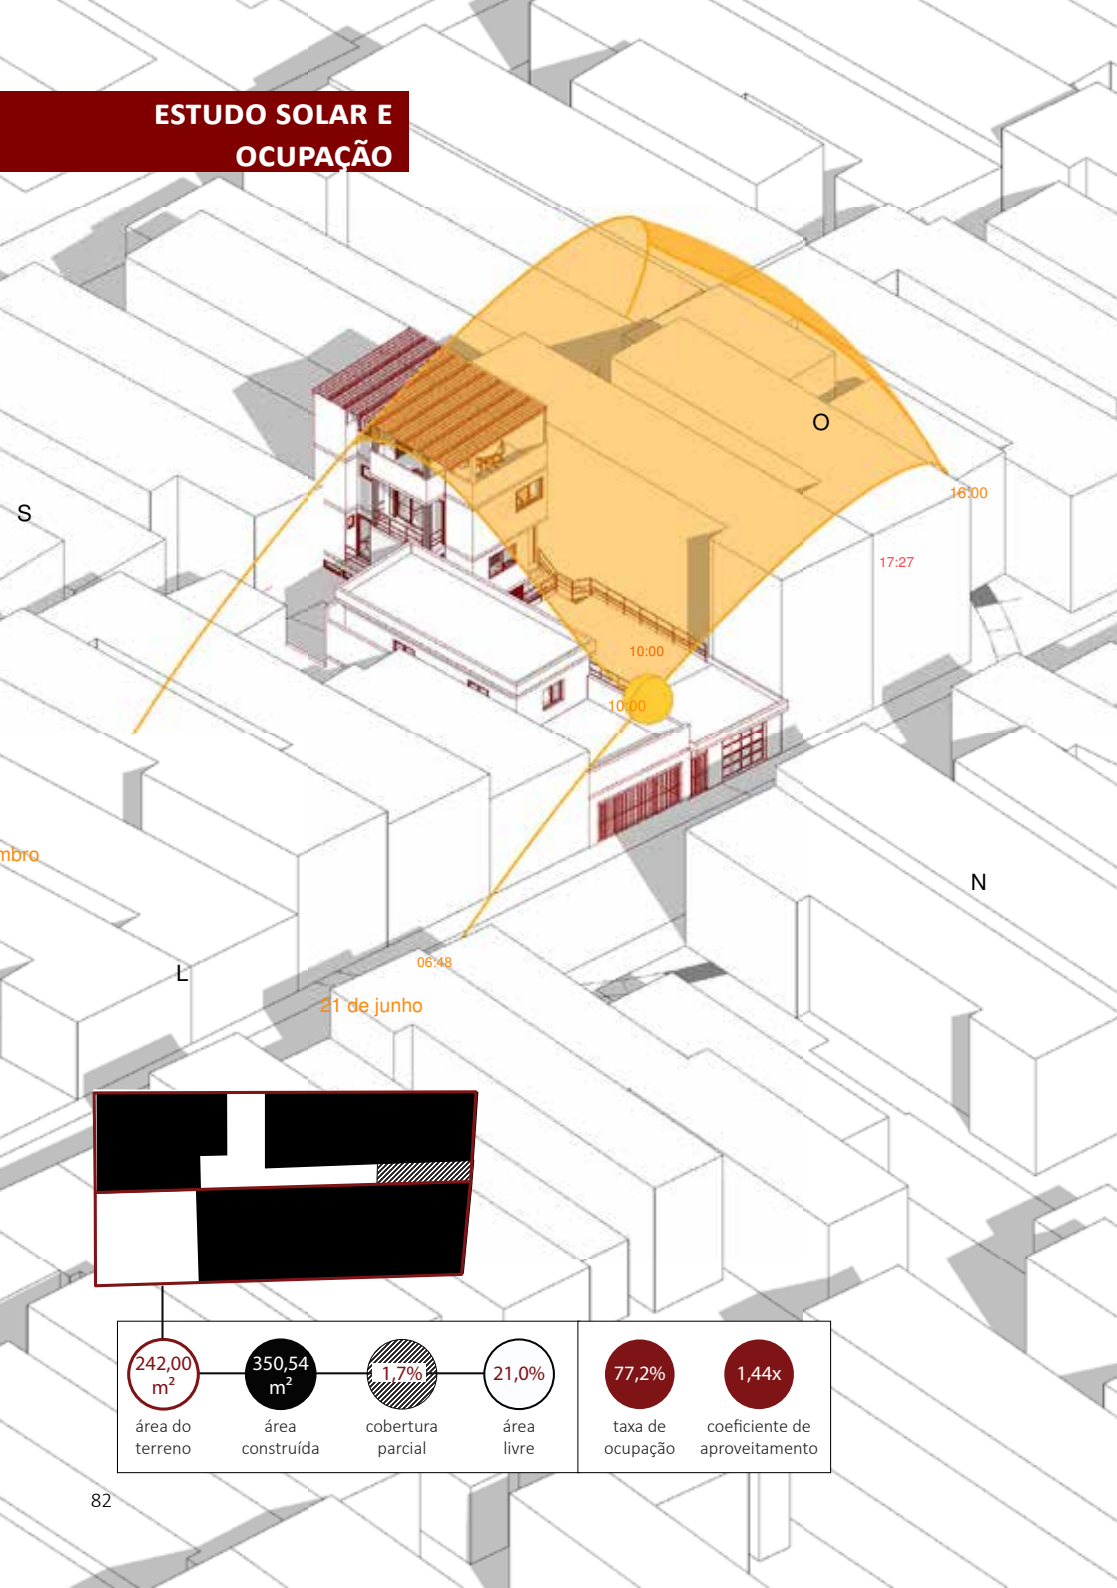 ESTUDO SOLAR E
OCUPAÇÃO
O
16:00
S
17:27
10:00
10:00
mbro
N
L
06:48
21 de junho
242,00
m²
350,54
m²
1,7%
21,0%
77,2%
1,44x
área do
terreno
área
construída
cobertura
parcial
área
livre
taxa de
ocupação
coeficiente de
aproveitamento
82